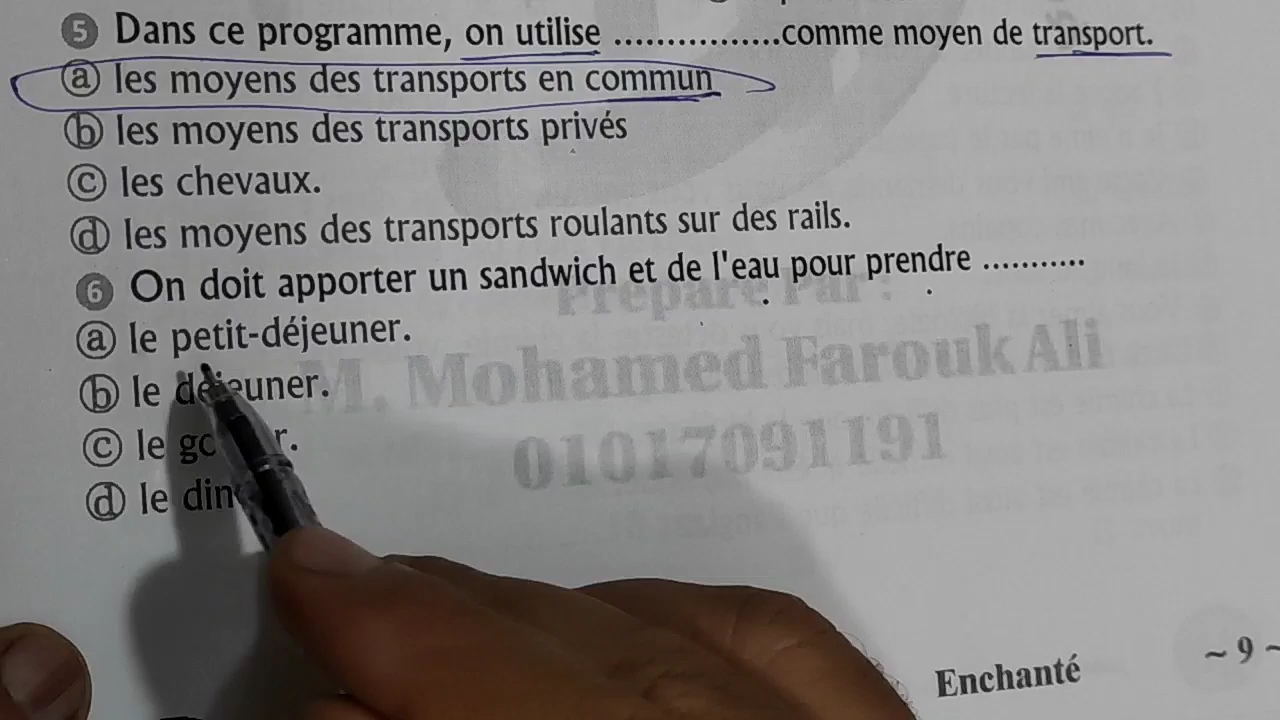 5 Dans ce programme, on utilise ................comme moyen de transport.
a les moyens des transports en commun
b les moyens des transports privés
c les chevaux.
d les moyens des transports roulants sur des rails.
6 On doit apporter un sandwich et de l'eau pour prendre ...........
a le petit-déjeuner.
b le déjeuner.
c le
d le
Préparé Par :
M. Mohamed Farouk Ali
01017091191
Enchanté
~ 9 ~